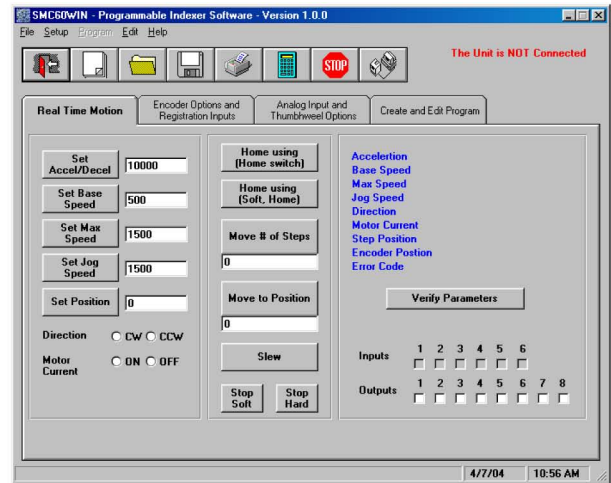 SMC60WIN - Programmable Indexer Software - Version 1.0.0
File Setup Program Edit Help
STOP
The Unit is NOT Connected
Real Time Motion
Encoder Options and
Registration Inputs
Analog Input and
Thumbhweel Options
Create and Edit Program
Set
Accel/Decel
10000
Set Base
Speed
500
Set Max
Speed
1500
Set Jog
Speed
1500
Set Position
0
Direction
CW CCW
Motor
Current
ON OFF
Home using
(Home switch)
Home using
(Soft, Home)
Move # of Steps
0
Move to Position
0
Slew
Stop
Soft
Stop
Hard
Accelertion
Base Speed
Max Speed
Jog Speed
Direction
Motor Current
Step Position
Encoder Postion
Error Code
Verify Parameters
Inputs 1 2 3 4 5 6
Outputs 1 2 3 4 5 6 7 8
4/7/04 10:56 AM